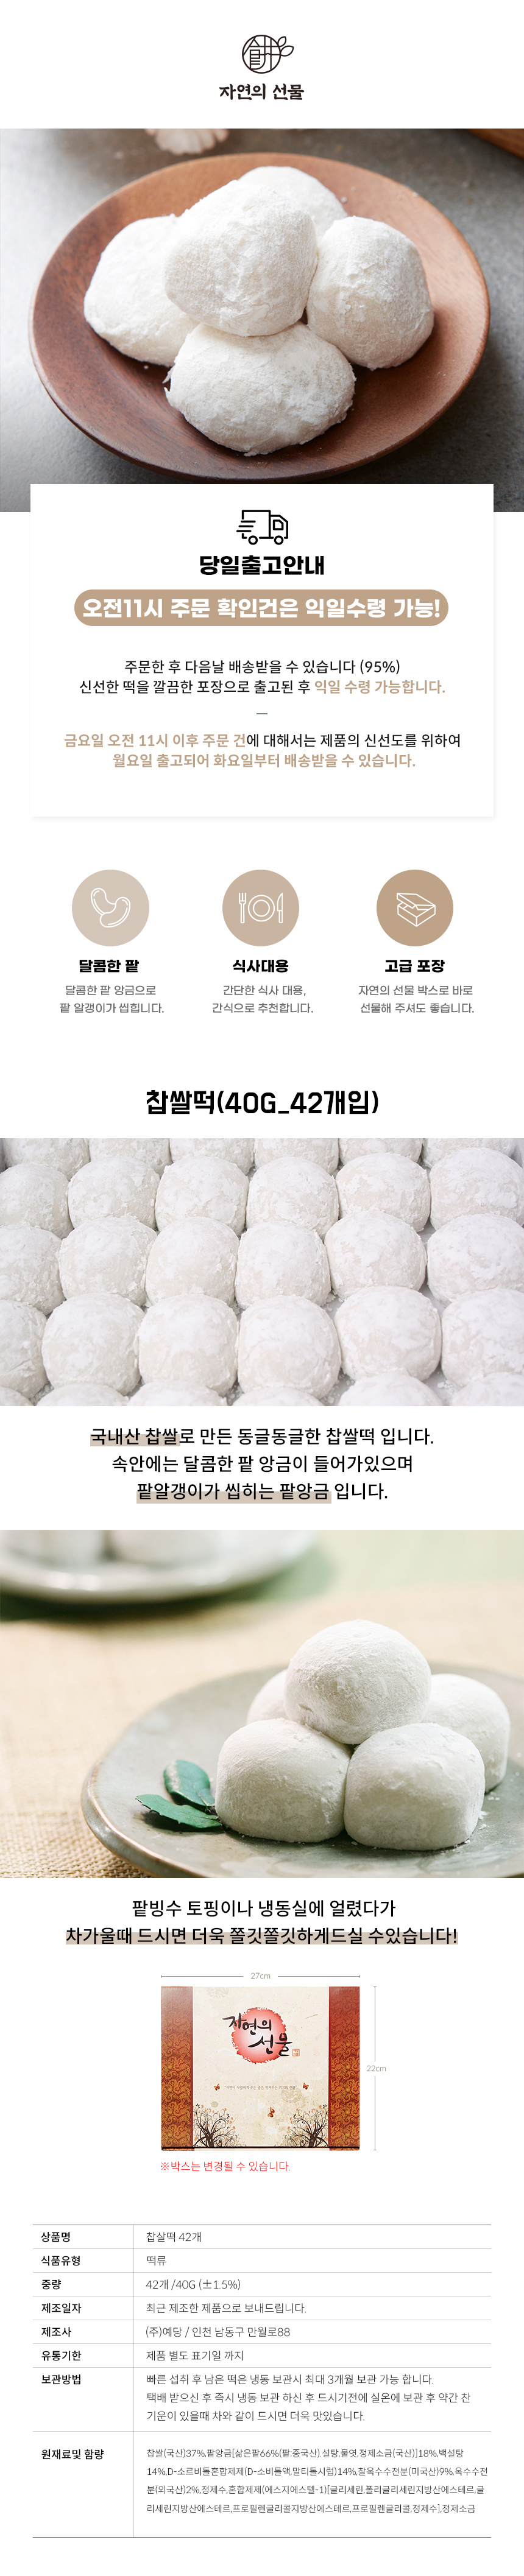 자연의 선물
당일출고안내
오전11시 주문 확인건은 익일수령 가능!
주문한 후 다음날 배송받을 수 있습니다 (95%)
신선한 떡을 깔끔한 포장으로 출고된 후 익일 수령 가능합니다.
금요일 오전 11시 이후 주문 건에 대해서는 제품의 신선도를 위하여
월요일 출고되어 화요일부터 배송받을 수 있습니다.
달콤한 팥
달콤한 팥 앙금으로
팥 알갱이가 씹힙니다.
식사대용
간단한 식사 대용,
간식으로 추천합니다.
고급 포장
자연의 선물 박스로 바로
선물해 주셔도 좋습니다.
찹쌀떡(40G_42개입)
국내산 찹쌀로 만든 동글동글한 찹쌀떡 입니다.
속안에는 달콤한 팥 앙금이 들어가있으며
팥알갱이가 씹히는 팥앙금 입니다.
팥빙수 토핑이나 냉동실에 얼렸다가
차가울때 드시면 더욱 쫄깃쫄깃하게드실 수있습니다!
27cm
자연의
선물
22cm
※박스는 변경될 수 있습니다.
상품명 찹살떡 42개
식품유형 떡류
중량 42개 /40G (±1.5%)
제조일자 최근 제조한 제품으로 보내드립니다.
제조사 (주)예당 / 인천 남동구 만월로88
유통기한 제품 별도 표기일 까지
보관방법 빠른 섭취 후 남은 떡은 냉동 보관시 최대 3개월 보관 가능 합니다.
택배 받으신 후 즉시 냉동 보관 하신 후 드시기전에 실온에 보관 후 약간 찬
기운이 있을때 차와 같이 드시면 더욱 맛있습니다.
원재료및 함량 찹쌀(국산)37%,팥앙금[삶은팥66%(팥:중국산).설탕,물엿,정제소금(국산)]18%,백설탕
14%,D-소르비톨혼합제제(D-소비톨액,말티톨시럽)14%,찰옥수수전분(미국산)9%,옥수수전
분(외국산)2%,정제수,혼합제제(에스지에스텔-1)[글리세린,폴리글리세린지방산에스테르,글
리세린지방산에스테르,프로필렌글리콜지방산에스테르,프로필렌글리콜,정제수],정제소금